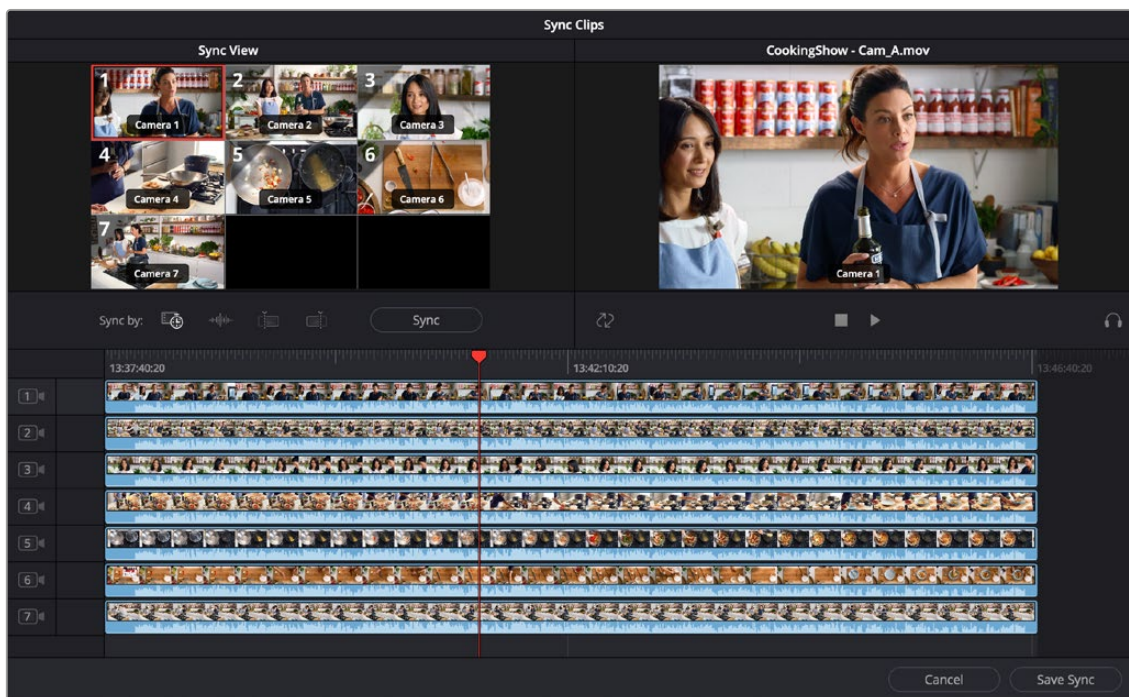 Sync Clips
Sync View
CookingShow - Cam_A.mov
1
Camera 1
2
Camera 2
3
Camera 3
4
Camera 4
5
Camera 5
6
Camera 6
7
Camera 7
Camera 1
Sync by:
Sync
13:37:40:20
13:42:10:20
13:46:40:20
1
2
3
4
5
6
7
Cancel
Save Sync